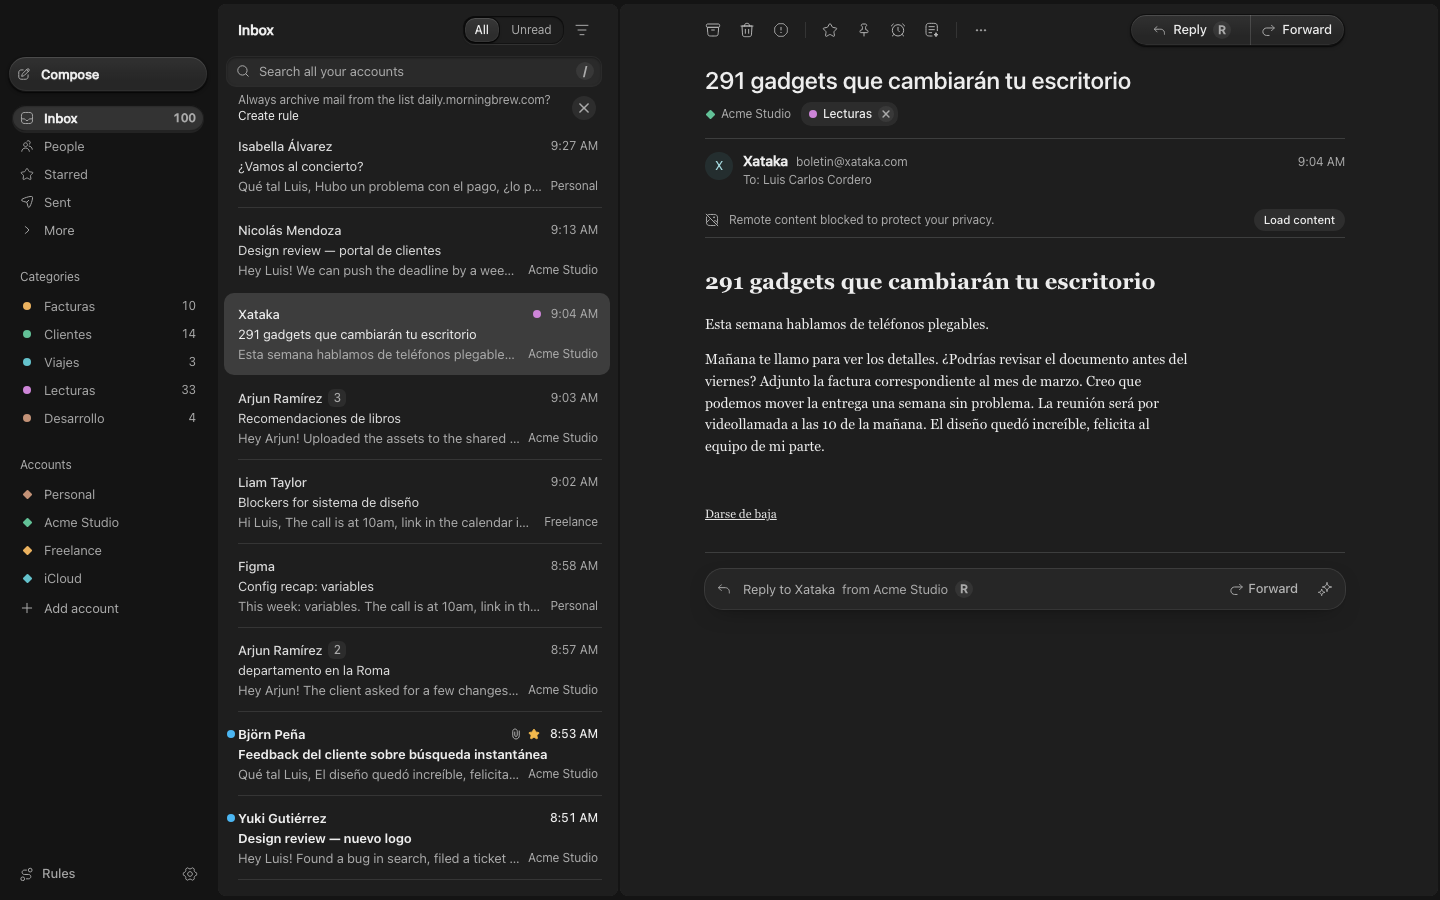 Compose
Inbox 100
People
Starred
Sent
More
Categories
Facturas 10
Clientes 14
Viajes 3
Lecturas 33
Desarrollo 4
Accounts
Personal
Acme Studio
Freelance
iCloud
Add account
Rules
Inbox
All Unread
Search all your accounts /
Always archive mail from the list daily.morningbrew.com?
Create rule
Isabella Álvarez 9:27 AM
¿Vamos al concierto?
Qué tal Luis, Hubo un problema con el pago, ¿lo p... Personal
Nicolás Mendoza 9:13 AM
Design review — portal de clientes
Hey Luis! We can push the deadline by a wee... Acme Studio
Xataka 9:04 AM
291 gadgets que cambiarán tu escritorio
Esta semana hablamos de teléfonos plegable... Acme Studio
Arjun Ramírez 3 9:03 AM
Recomendaciones de libros
Hey Arjun! Uploaded the assets to the shared ... Acme Studio
Liam Taylor 9:02 AM
Blockers for sistema de diseño
Hi Luis, The call is at 10am, link in the calendar i... Freelance
Figma 8:58 AM
Config recap: variables
This week: variables. The call is at 10am, link in th... Personal
Arjun Ramírez 2 8:57 AM
departamento en la Roma
Hey Arjun! The client asked for a few changes... Acme Studio
Björn Peña 8:53 AM
Feedback del cliente sobre búsqueda instantánea
Qué tal Luis, El diseño quedó increíble, felicita... Acme Studio
Yuki Gutiérrez 8:51 AM
Design review — nuevo logo
Hey Luis! Found a bug in search, filed a ticket ... Acme Studio
Reply R Forward
291 gadgets que cambiarán tu escritorio
Acme Studio Lecturas
X Xataka boletin@xataka.com 9:04 AM
To: Luis Carlos Cordero
Remote content blocked to protect your privacy. Load content
291 gadgets que cambiarán tu escritorio
Esta semana hablamos de teléfonos plegables.
Mañana te llamo para ver los detalles. ¿Podrías revisar el documento antes del
viernes? Adjunto la factura correspondiente al mes de marzo. Creo que
podemos mover la entrega una semana sin problema. La reunión será por
videollamada a las 10 de la mañana. El diseño quedó increíble, felicita al
equipo de mi parte.
Darse de baja
Reply to Xataka from Acme Studio R Forward